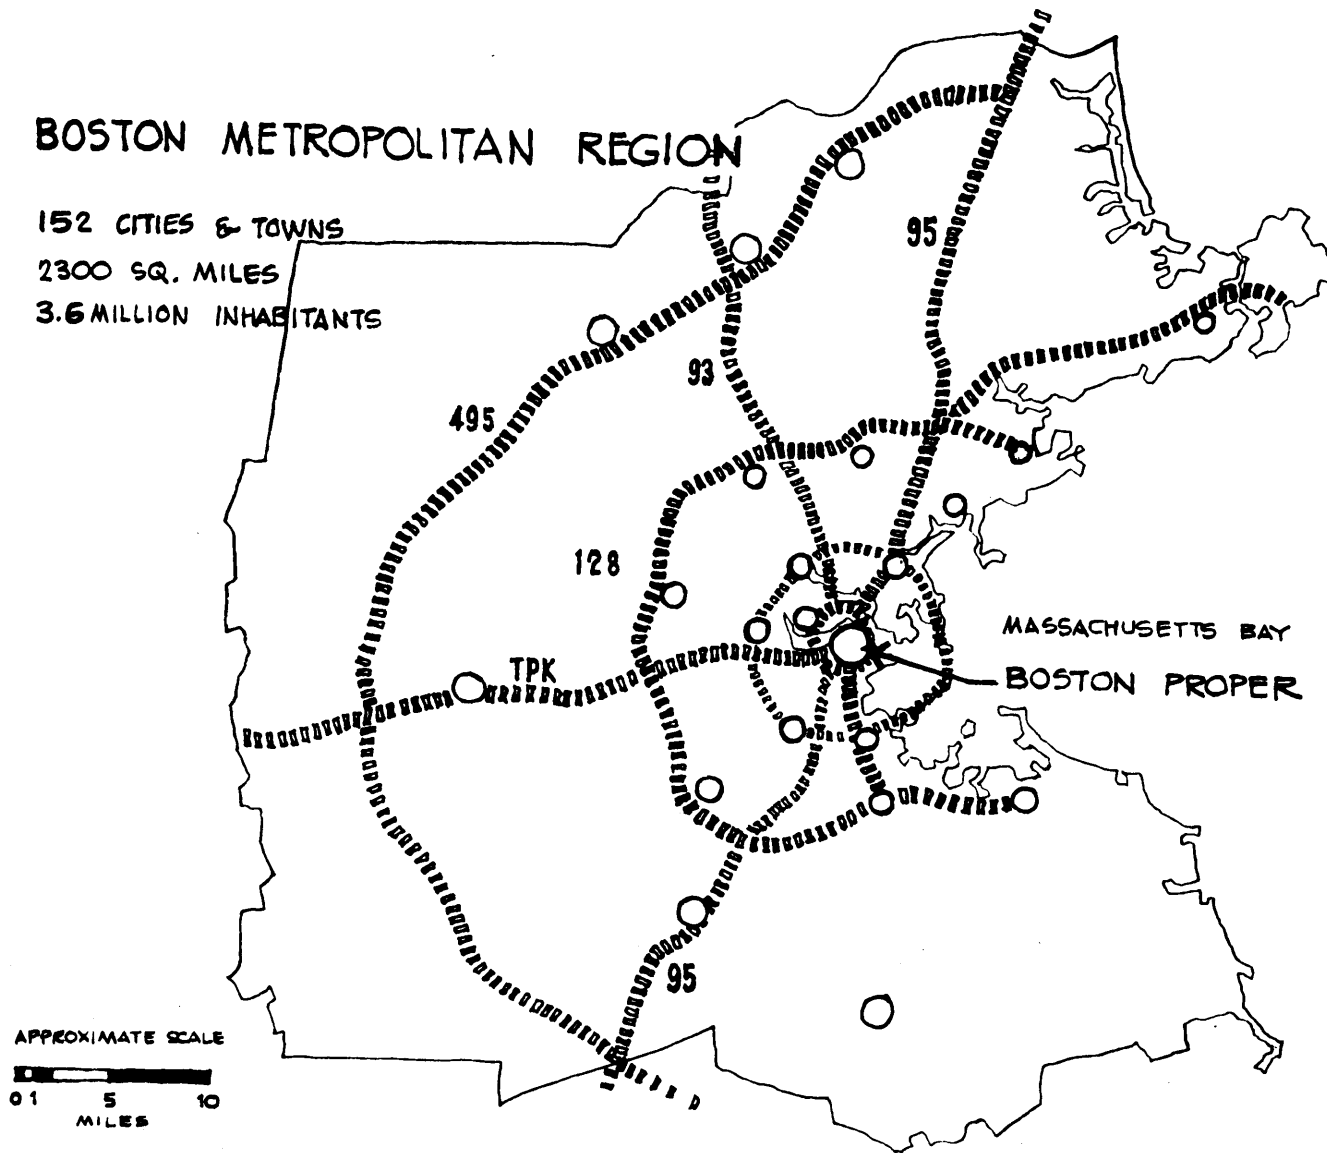 BOSTON METROPOLITAN REGION
152 CITIES & TOWNS
2300 SQ. MILES
3.6 MILLION INHABITANTS
95
93
495
128
MASSACHUSETTS BAY
TPK
BOSTON PROPER
95
APPROXIMATE SCALE
0 1 5 10
MILES